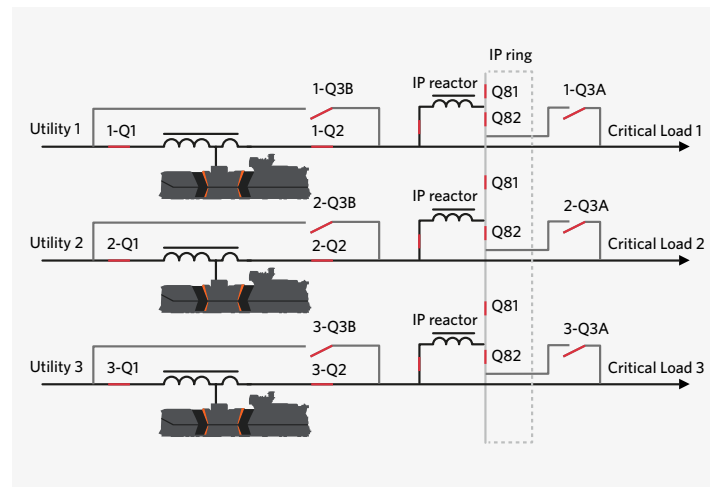 IP ring
1-Q3B
IP reactor
Q81
1-Q3A
Q82
Utility 1
1-Q1
1-Q2
Critical Load 1
Q81
IP reactor
2-Q3B
2-Q3A
Q82
Utility 2
2-Q1
2-Q2
Critical Load 2
Q81
IP reactor
3-Q3B
3-Q3A
Q82
Utility 3
3-Q1
3-Q2
Critical Load 3